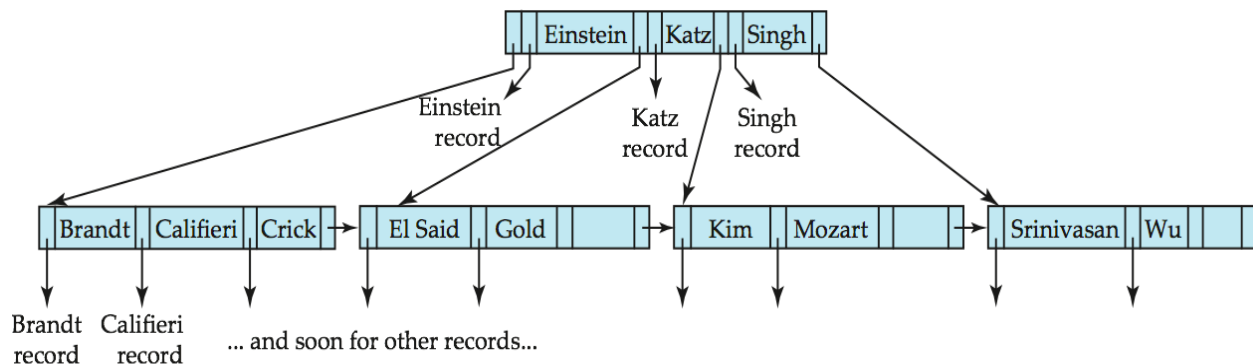 Einstein Katz Singh
Einstein
record
Katz
record
Singh
record
Brandt Califieri Crick El Said Gold Kim Mozart Srinivasan Wu
Brandt
record
Califieri
record
... and soon for other records...